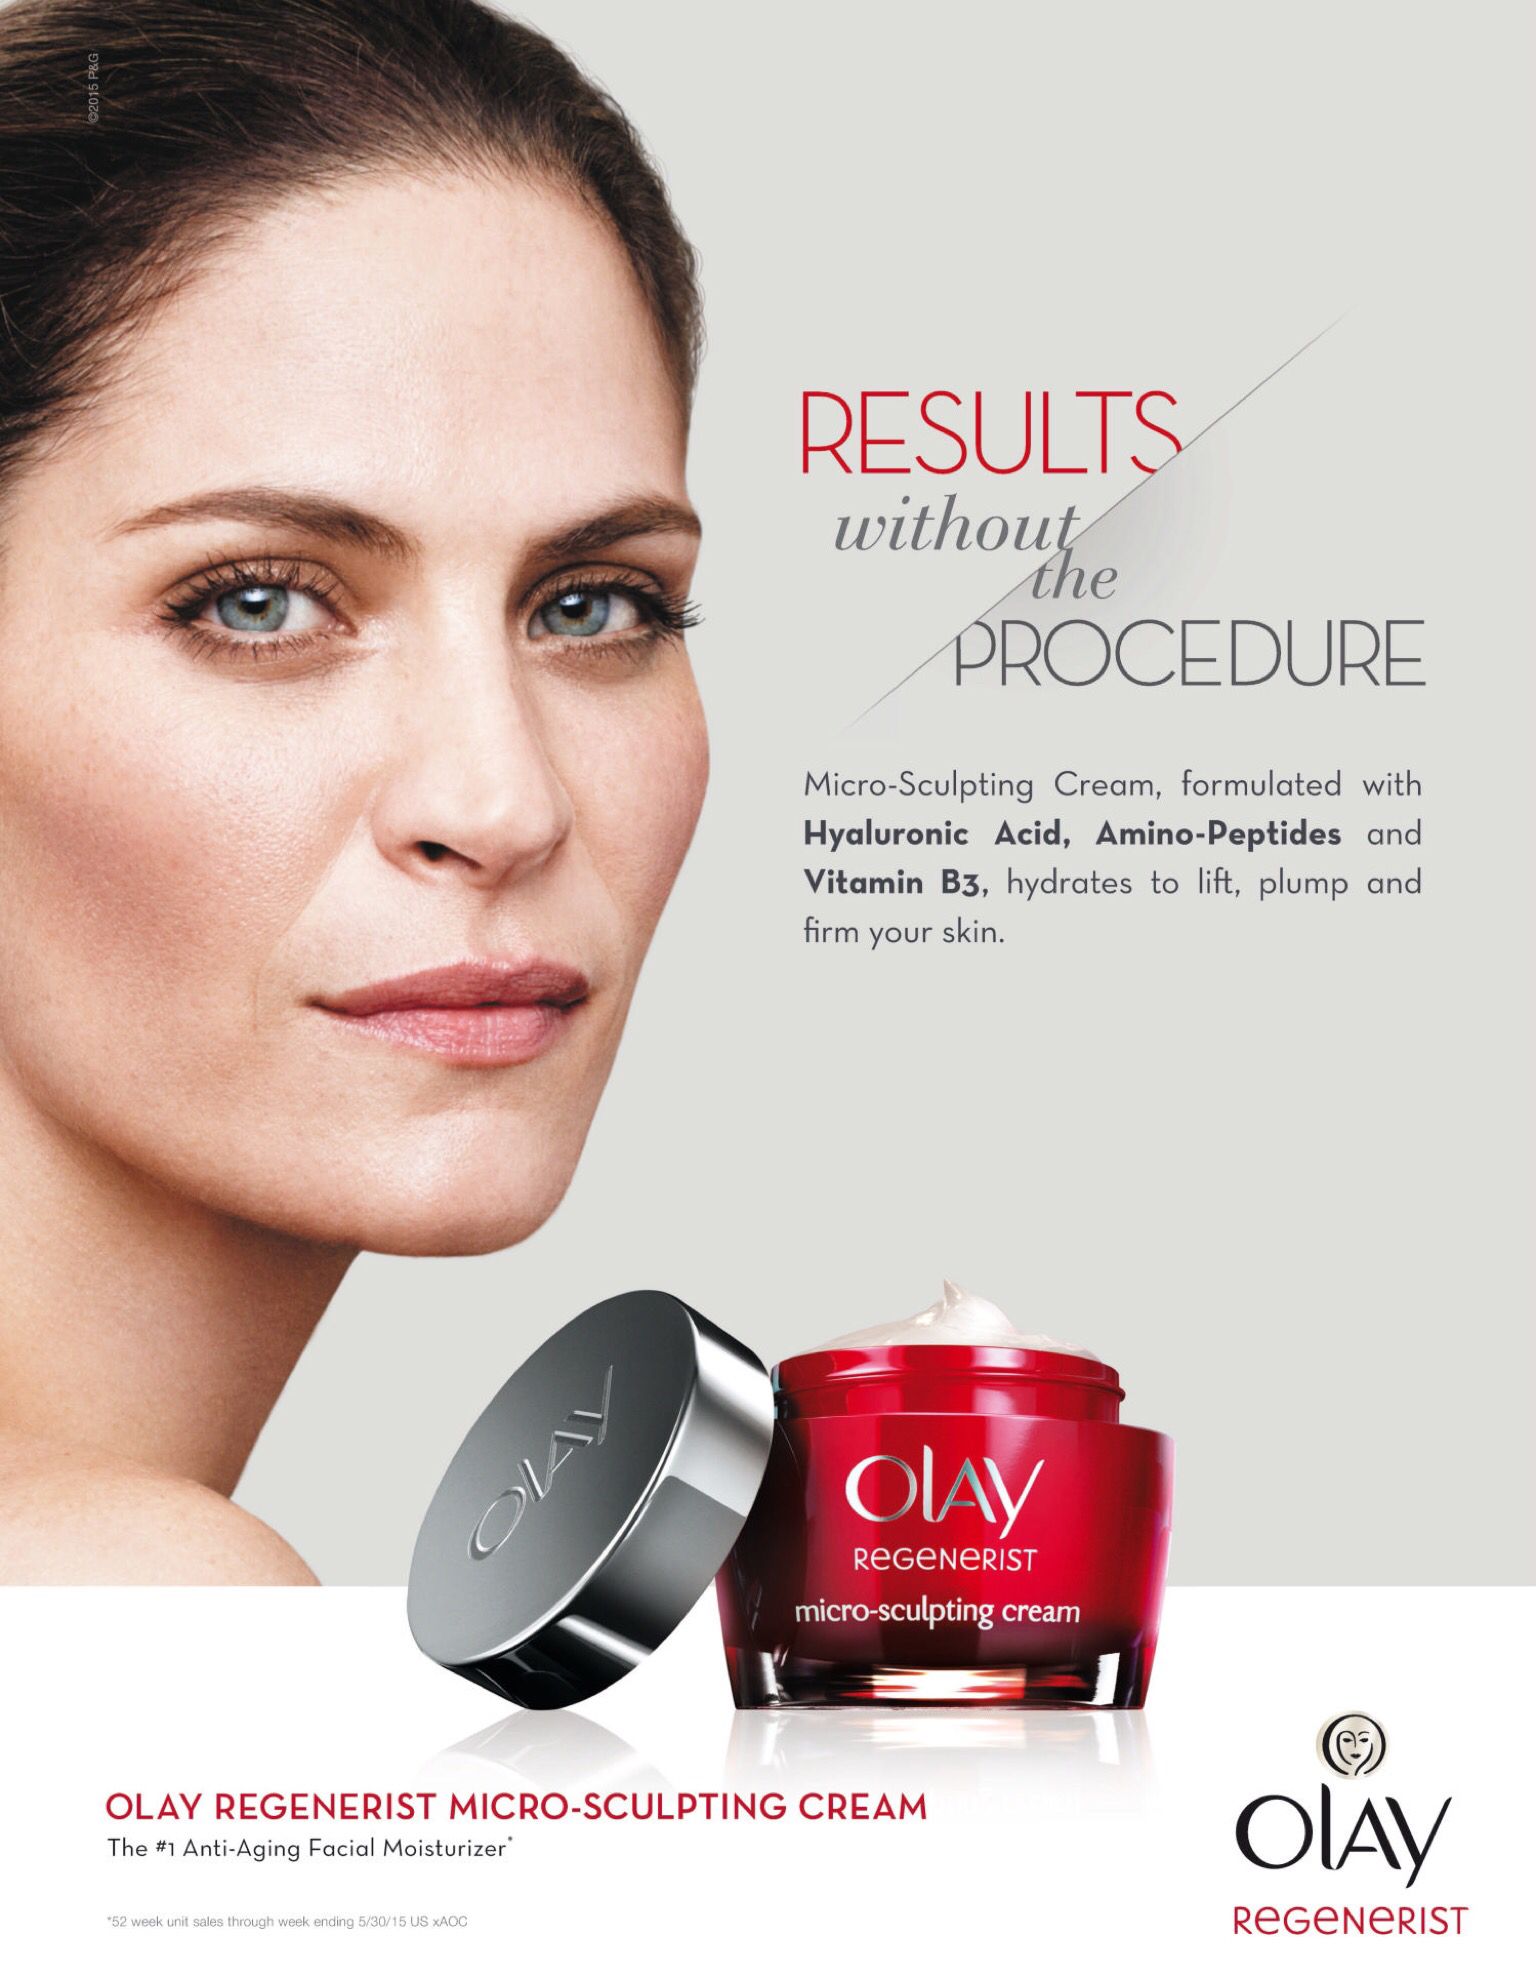 ©2015 P&G
RESULTS
without
the
PROCEDURE
Micro-Sculpting Cream, formulated with
Hyaluronic Acid, Amino-Peptides and
Vitamin B3, hydrates to lift, plump and
firm your skin.
OLAY
OLAY
REGENERIST
micro-sculpting cream
OLAY REGENERIST MICRO-SCULPTING CREAM
The #1 Anti-Aging Facial Moisturizer*
*52 week unit sales through week ending 5/30/15 US xAOC
OLAY
REGENERIST